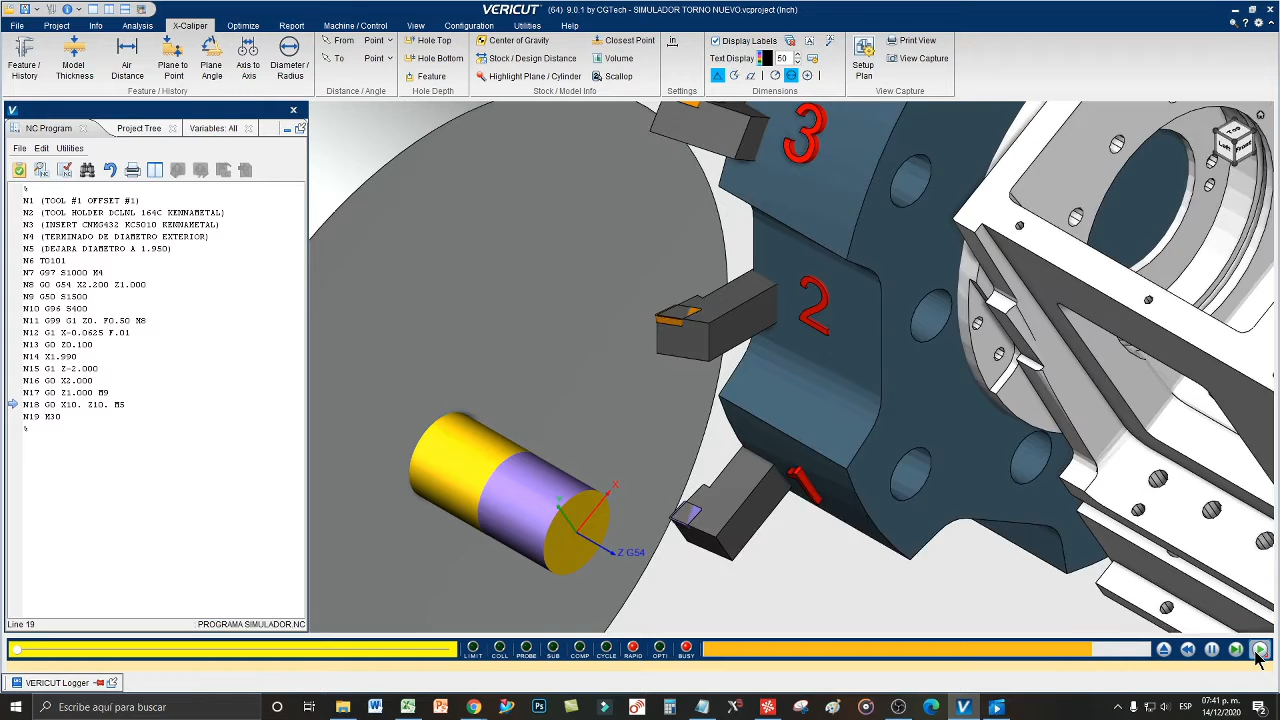 VERICUT (64) 9.0.1 by CGTech - SIMULADOR TORNO NUEVO.vcproject (Inch)
File Project Info Analysis X-Caliper Optimize Report Machine / Control View Configuration Utilities Help
Feature / History
Model Thickness
Air Distance
Plane to Point
Plane Angle
Axis to Axis
Diameter / Radius
Feature / History
From Point
To Point
Distance / Angle
Hole Top
Hole Bottom
Feature
Hole Depth
Center of Gravity
Closest Point
Stock / Design Distance
Volume
Highlight Plane / Cylinder
Scallop
Stock / Model Info
in
Settings
Display Labels
Text Display 50
Dimensions
Setup Plan
Print View
View Capture
View Capture
NC Program Project Tree Variables: All
File Edit Utilities
%
N1 (TOOL #1 OFFSET #1)
N2 (TOOL HOLDER DCLNL 164C KENNAMETAL)
N3 (INSERT CNMG432 KC5010 KENNAMETAL)
N4 (TERMINADO DE DIAMETRO EXTERIOR)
N5 (DEJARA DIAMETRO A 1.950)
N6 T0101
N7 G97 S1000 M4
N8 G0 G54 X2.200 Z1.000
N9 G50 S1500
N10 G96 S400
N11 G99 G1 Z0. F0.50 M8
N12 G1 X-0.0625 F.01
N13 G0 Z0.100
N14 X1.990
N15 G1 Z-2.000
N16 G0 X2.000
N17 G0 Z1.000 M9
N18 G0 X10. Z10. M5
N19 M30
%
3
2
1
Top
Left
X
Y
Z G54
Line 19 PROGRAMA SIMULADOR.NC
LIMIT COLL PROBE SUB COMP CYCLE RAPID OPTI BUSY
VERICUT Logger
Escribe aquí para buscar
ESP
07:41 p. m.
14/12/2020
2